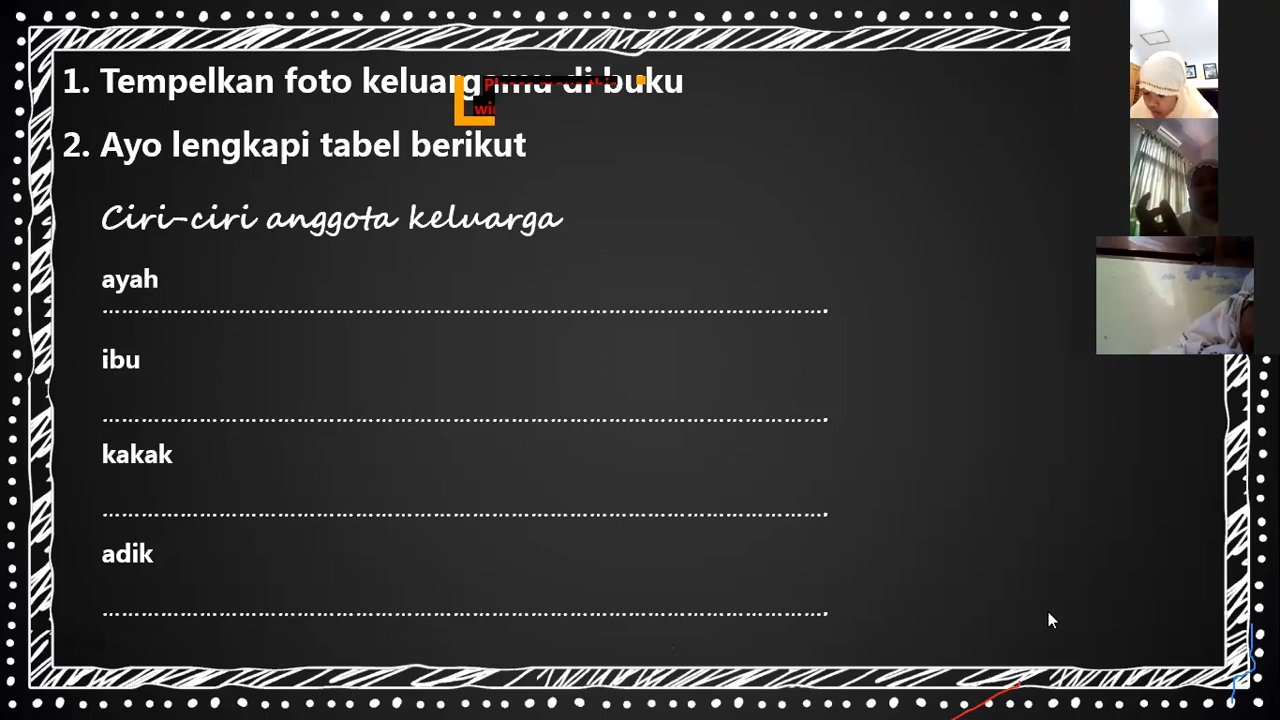 1. Tempelkan foto keluargamu di buku
2. Ayo lengkapi tabel berikut
Ciri-ciri anggota keluarga
ayah
……………………………………………………………………………………………….
ibu
……………………………………………………………………………………………….
kakak
……………………………………………………………………………………………….
adik
……………………………………………………………………………………………….